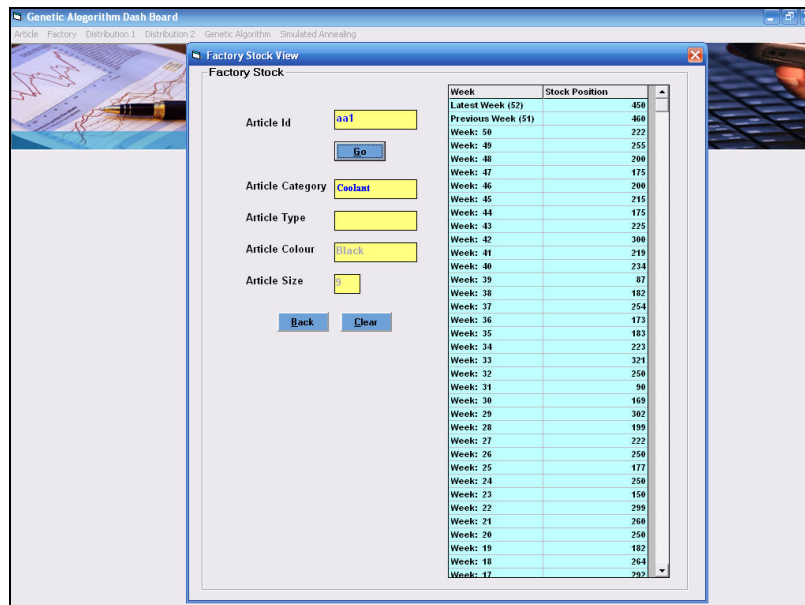 Genetic Alogorithm Dash Board
Article Factory Distribution 1 Distribution 2 Genetic Algorithm Simulated Annealing
Factory Stock View
Factory Stock
Article Id aa1
Go
Article Category Coolant
Article Type
Article Colour Black
Article Size 9
Back Clear
Week Stock Position
Latest Week (52) 450
Previous Week (51) 460
Week: 50 222
Week: 49 255
Week: 48 200
Week: 47 175
Week: 46 200
Week: 45 215
Week: 44 175
Week: 43 225
Week: 42 300
Week: 41 219
Week: 40 234
Week: 39 87
Week: 38 182
Week: 37 254
Week: 36 173
Week: 35 183
Week: 34 223
Week: 33 321
Week: 32 250
Week: 31 90
Week: 30 169
Week: 29 302
Week: 28 199
Week: 27 222
Week: 26 250
Week: 25 177
Week: 24 250
Week: 23 150
Week: 22 299
Week: 21 260
Week: 20 250
Week: 19 182
Week: 18 264
Week: 17 292